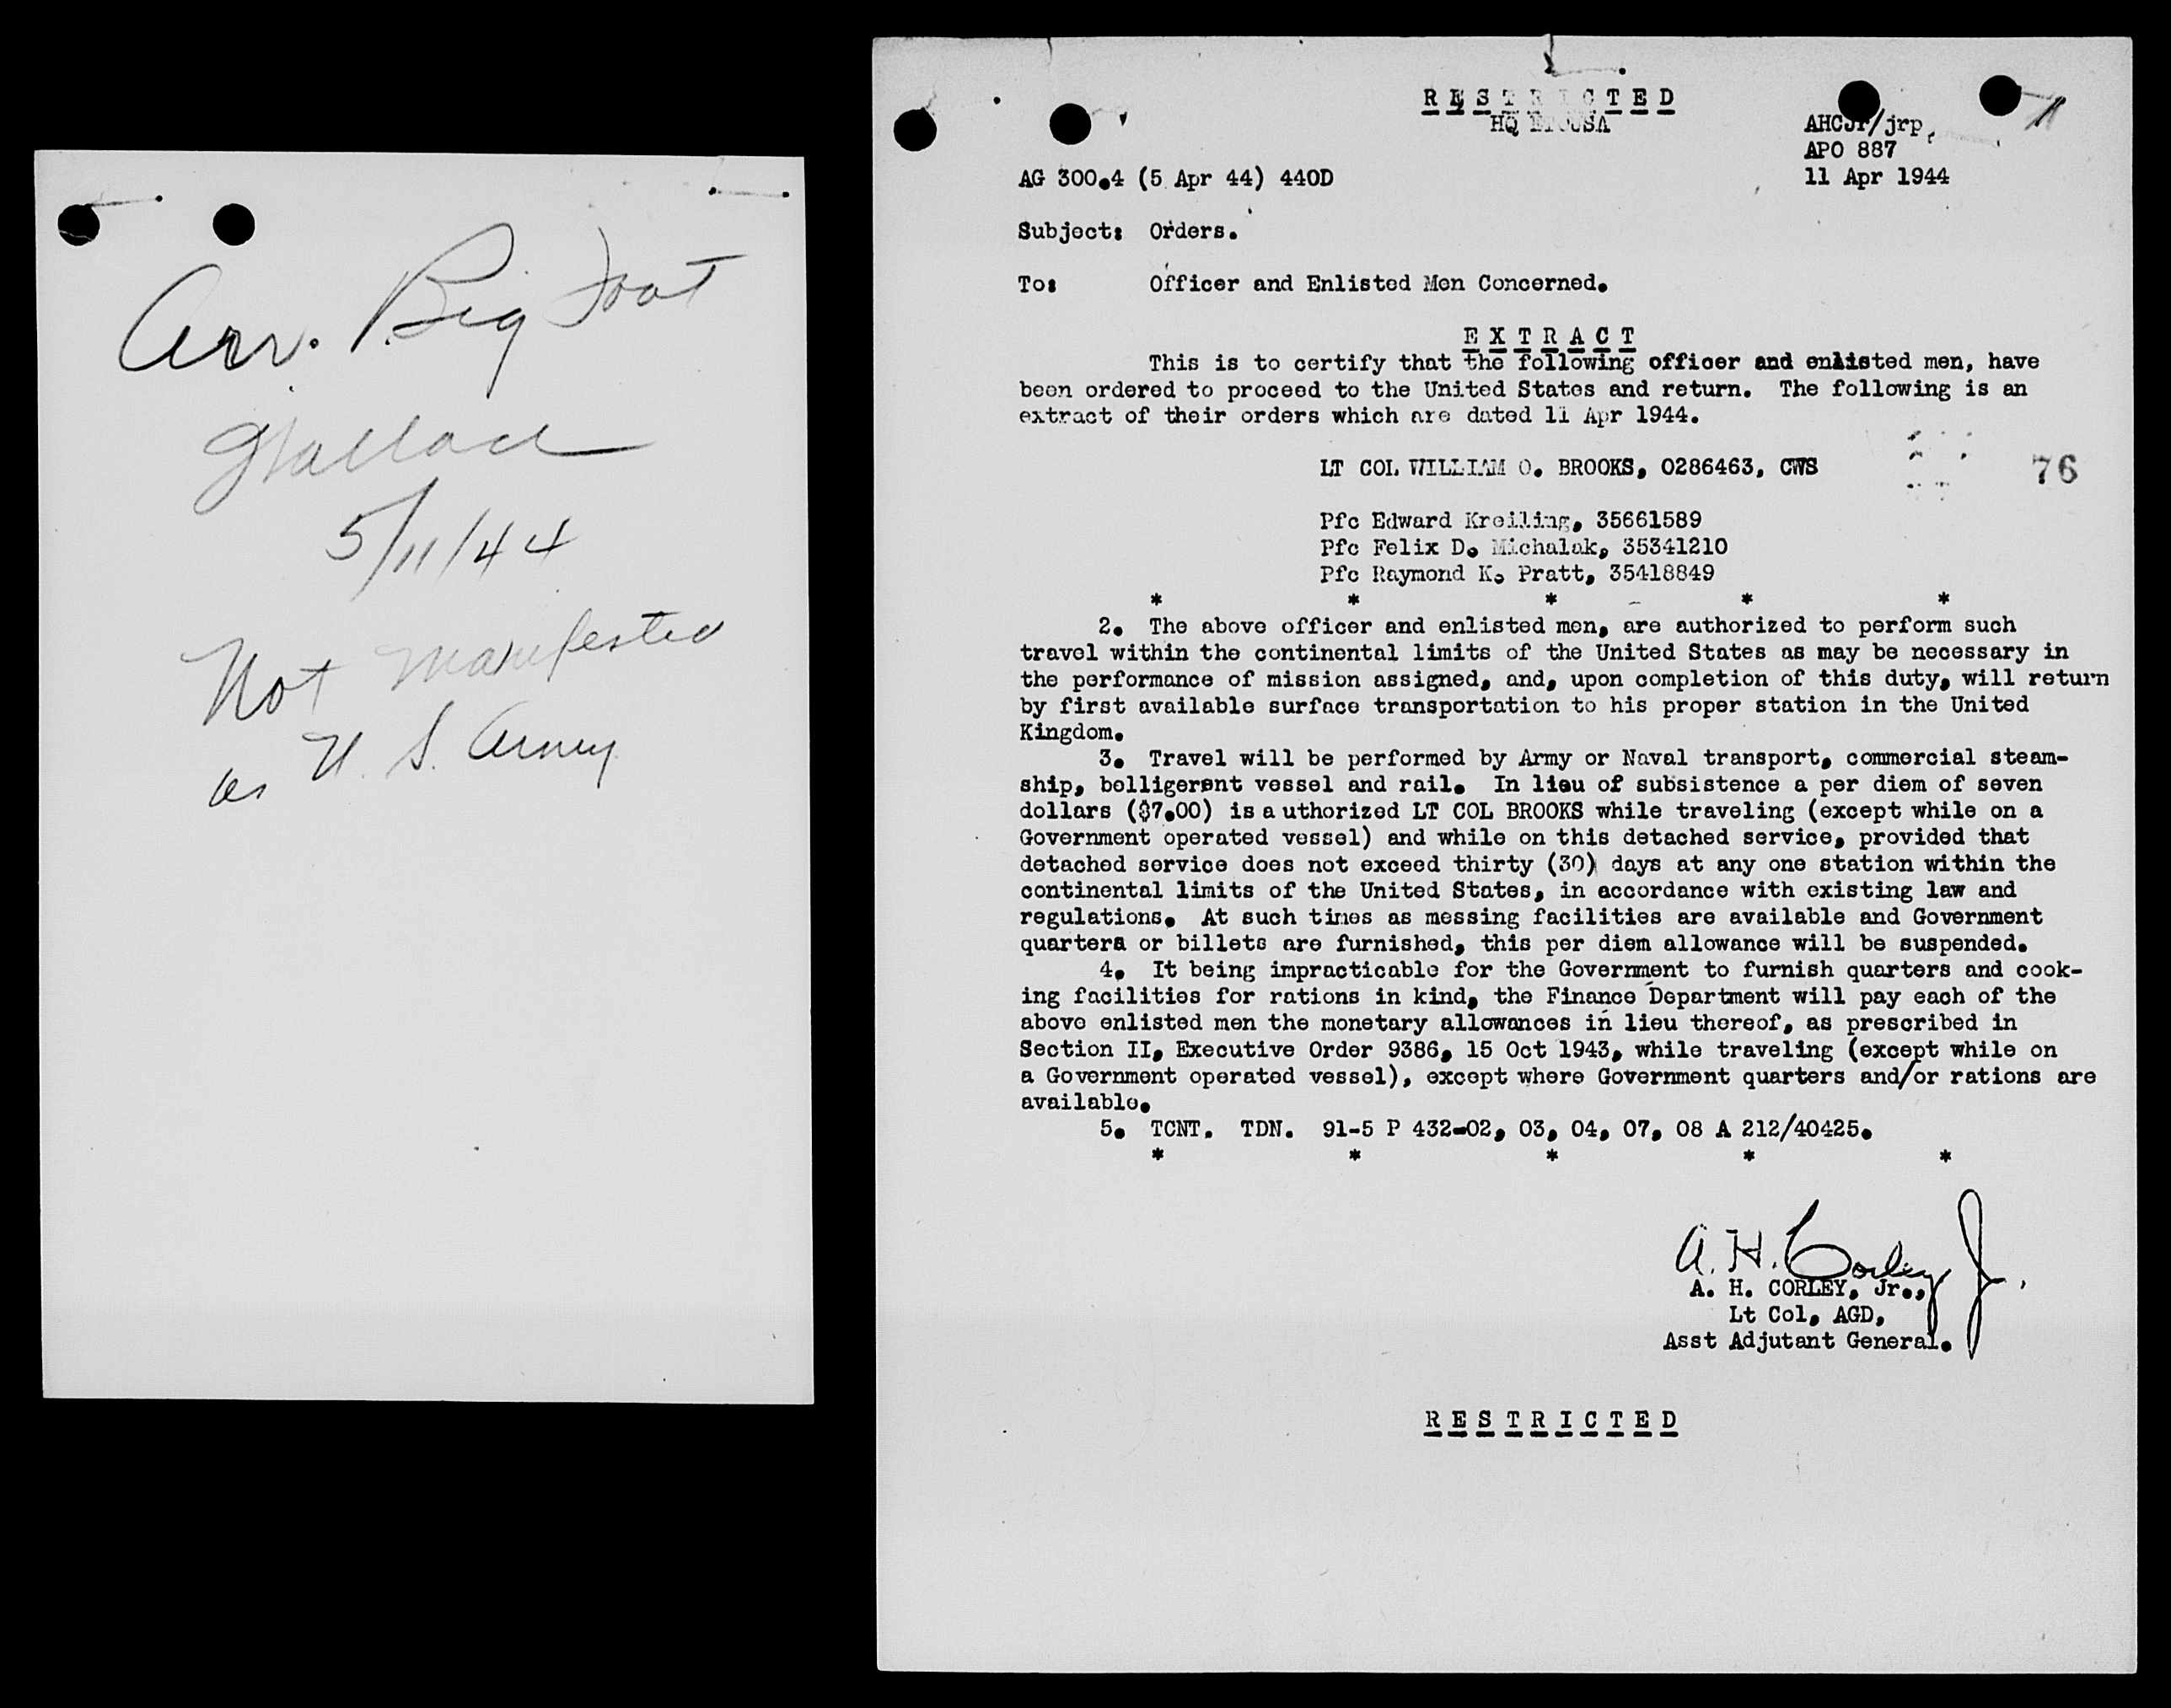 Arr. Big Foot
Wallace
5/11/44
Not Manifested
as U. S. Army
RESTRICTED
HQ ETOUSA
AHCJr/jrp
APO 887
AG 300.4 (5 Apr 44) 440D
11 Apr 1944
Subject: Orders.
To: Officer and Enlisted Men Concerned.
EXTRACT
This is to certify that the following officer and enlisted men, have
been ordered to proceed to the United States and return. The following is an
extract of their orders which are dated 11 Apr 1944.
LT COL WILLIAM O. BROOKS, O286463, CWS
76
Pfc Edward Kreiling, 35661589
Pfc Felix D. Michalak, 35341210
Pfc Raymond K. Pratt, 35418849
* * * * *
2. The above officer and enlisted men, are authorized to perform such
travel within the continental limits of the United States as may be necessary in
the performance of mission assigned, and, upon completion of this duty, will return
by first available surface transportation to his proper station in the United
Kingdom.
3. Travel will be performed by Army or Naval transport, commercial steam-
ship, belligerent vessel and rail. In lieu of subsistence a per diem of seven
dollars ($7.00) is authorized LT COL BROOKS while traveling (except while on a
Government operated vessel) and while on this detached service, provided that
detached service does not exceed thirty (30) days at any one station within the
continental limits of the United States, in accordance with existing law and
regulations. At such times as messing facilities are available and Government
quarters or billets are furnished, this per diem allowance will be suspended.
4. It being impracticable for the Government to furnish quarters and cook-
ing facilities for rations in kind, the Finance Department will pay each of the
above enlisted men the monetary allowances in lieu thereof, as prescribed in
Section II, Executive Order 9386, 15 Oct 1943, while traveling (except while on
a Government operated vessel), except where Government quarters and/or rations are
available.
5. TCNT. TDN. 91-5 P 432-02, 03, 04, 07, 08 A 212/40425.
* * * * *
A. H. Corley Jr.
A. H. CORLEY, Jr.,
Lt Col, AGD,
Asst Adjutant General.
RESTRICTED